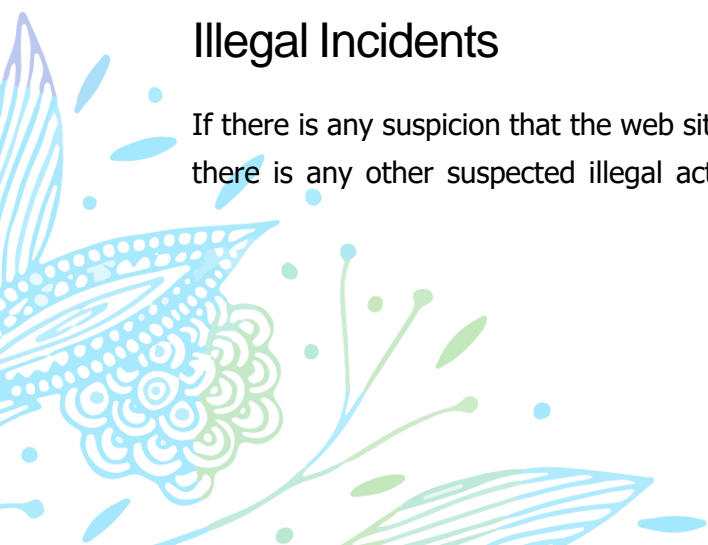 Illegal Incidents
If there is any suspicion that the web sit
there is any other suspected illegal act